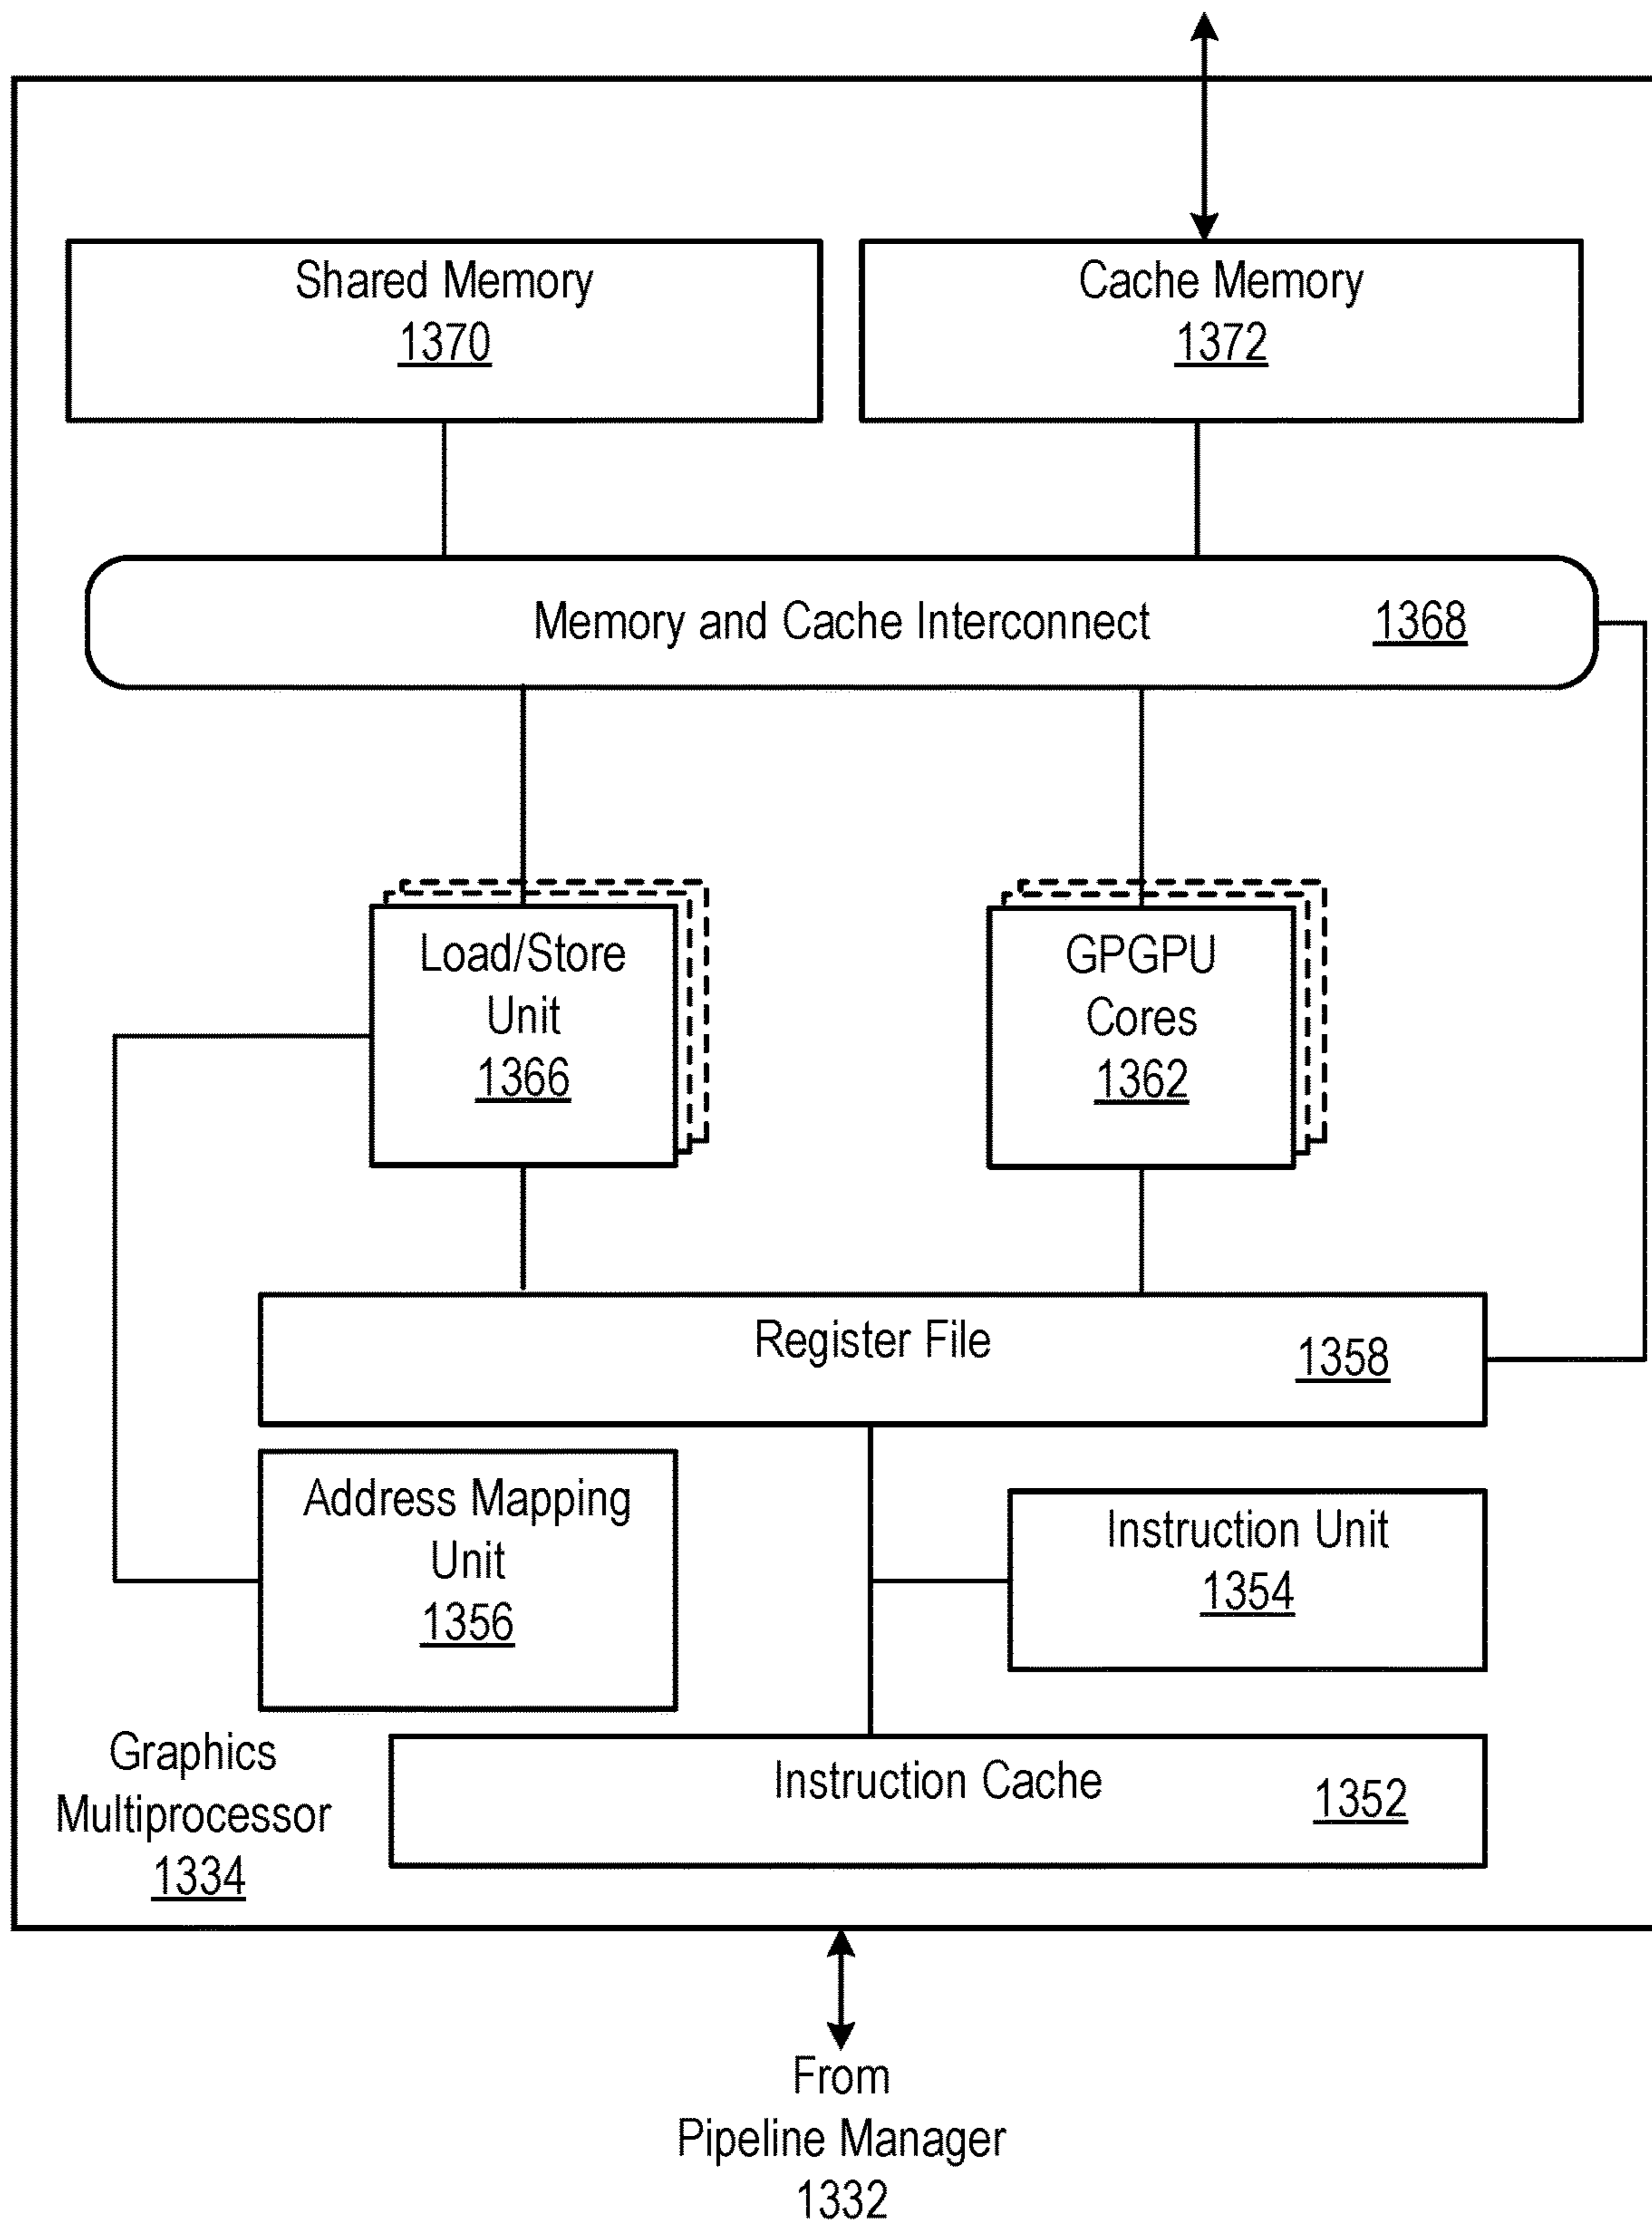 Shared Memory
1370
Cache Memory
1372
Memory and Cache Interconnect 1368
Load/Store
Unit
1366
GPGPU
Cores
1362
Register File 1358
Address Mapping
Unit
1356
Instruction Unit
1354
Graphics
Multiprocessor
1334
Instruction Cache 1352
From
Pipeline Manager
1332